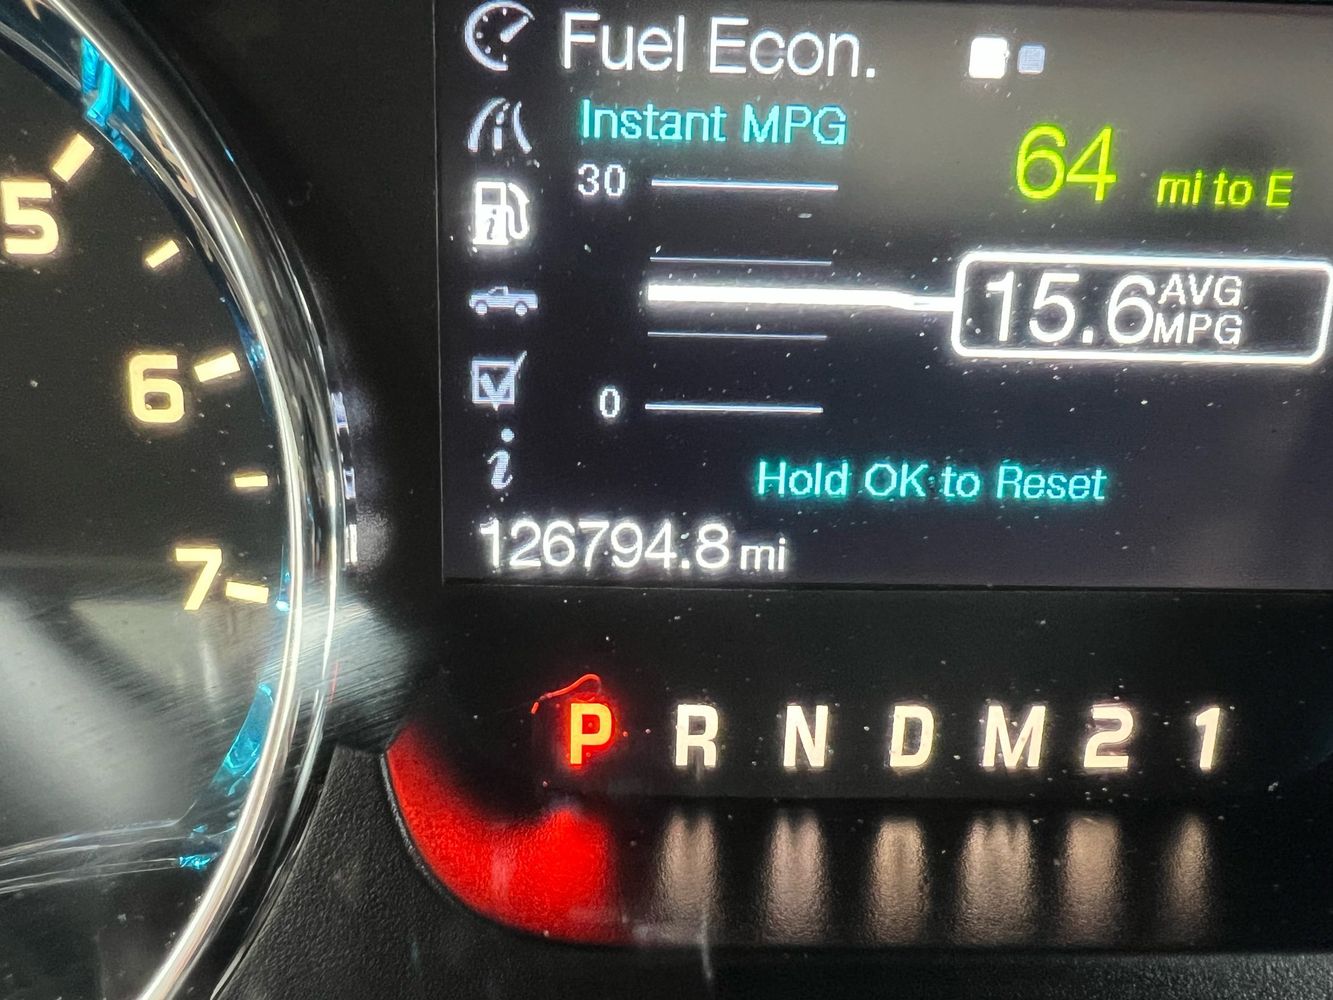 Fuel Econ.
Instant MPG
30
64 mi to E
15.6 AVG MPG
0
Hold OK to Reset
126794.8 mi
5
6
7
P R N D M 2 1